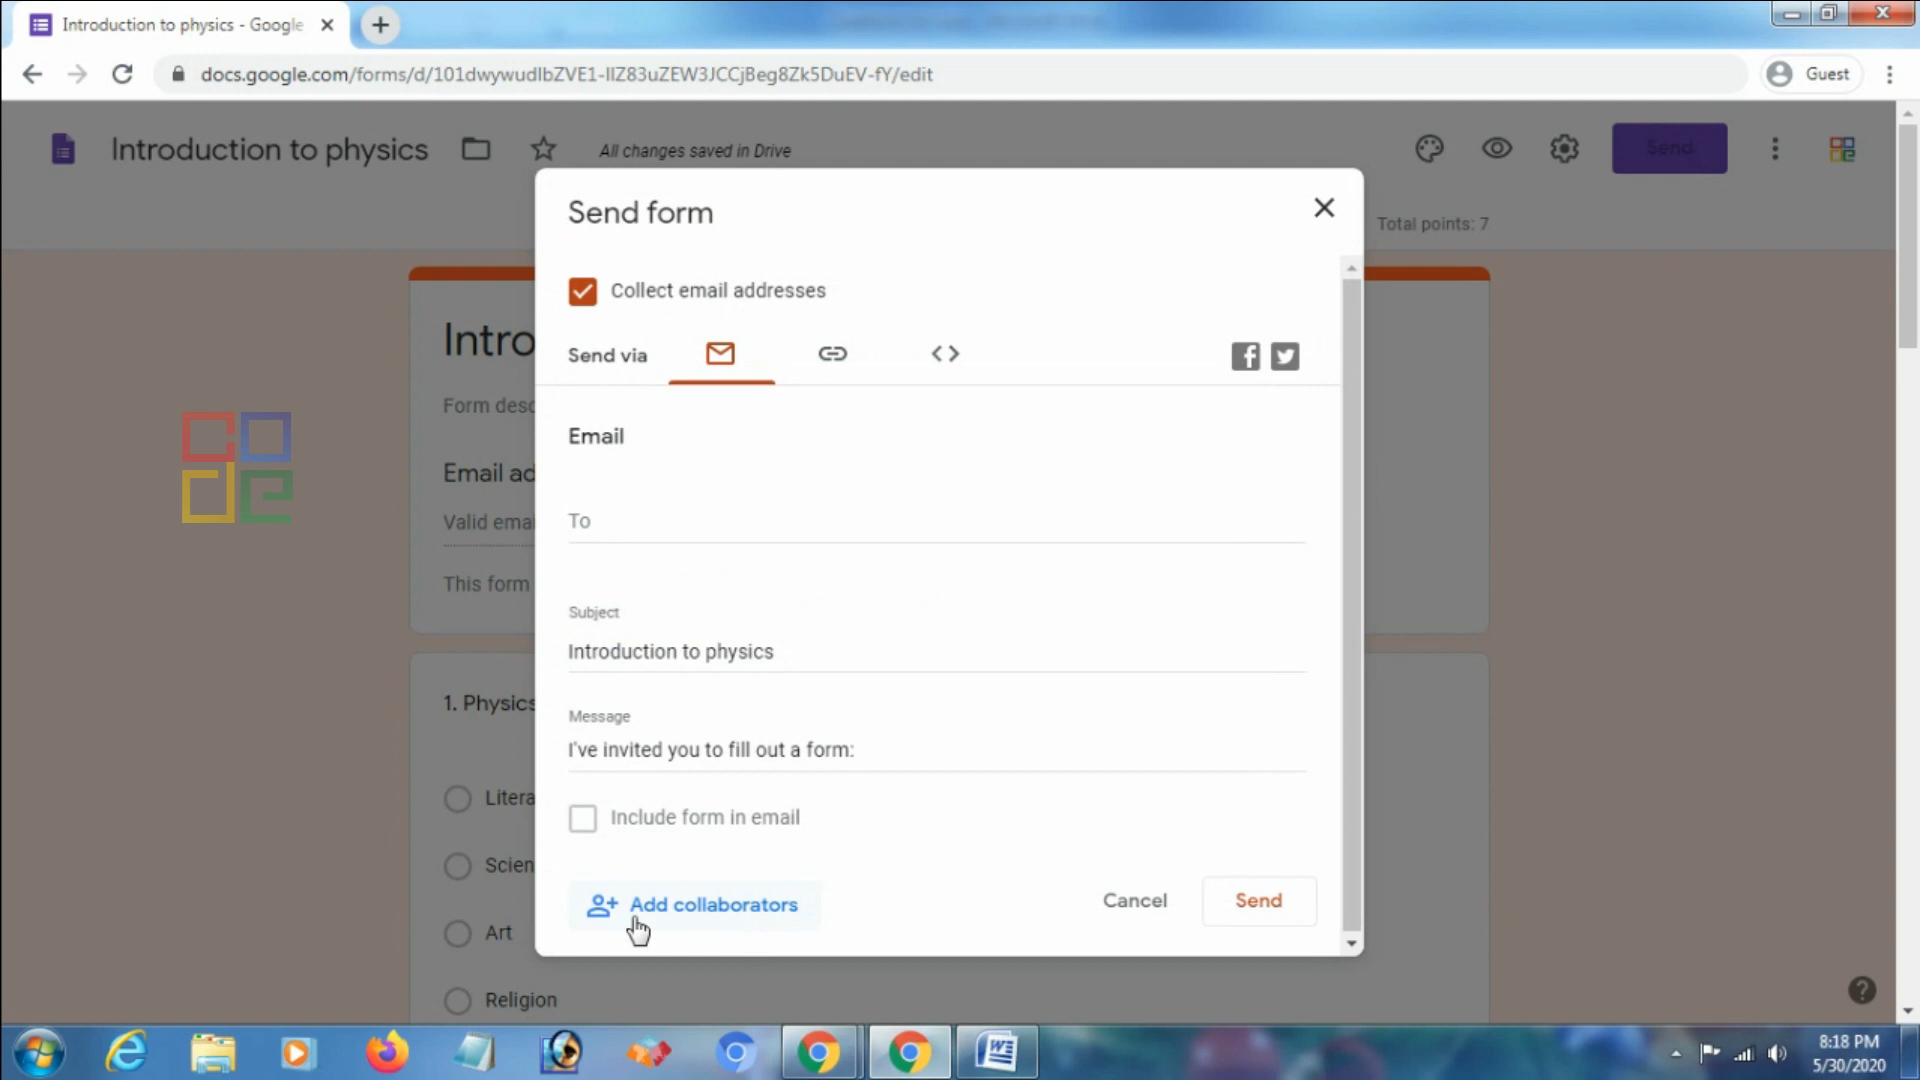 Introduction to physics - Google
docs.google.com/forms/d/101dwywudlbZVE1-IIZ83uZEW3JCCjBeg8Zk5DuEV-fY/edit
Guest
Introduction to physics
All changes saved in Drive
Send
Total points: 7
Send form
Collect email addresses
Send via
Email
To
Subject
Introduction to physics
Message
I've invited you to fill out a form:
Include form in email
Add collaborators
Cancel
Send
Intro
Form desc
Email ad
Valid emai
This form
1. Physics
Litera
Scien
Art
Religion
CODE
8:18 PM
5/30/2020